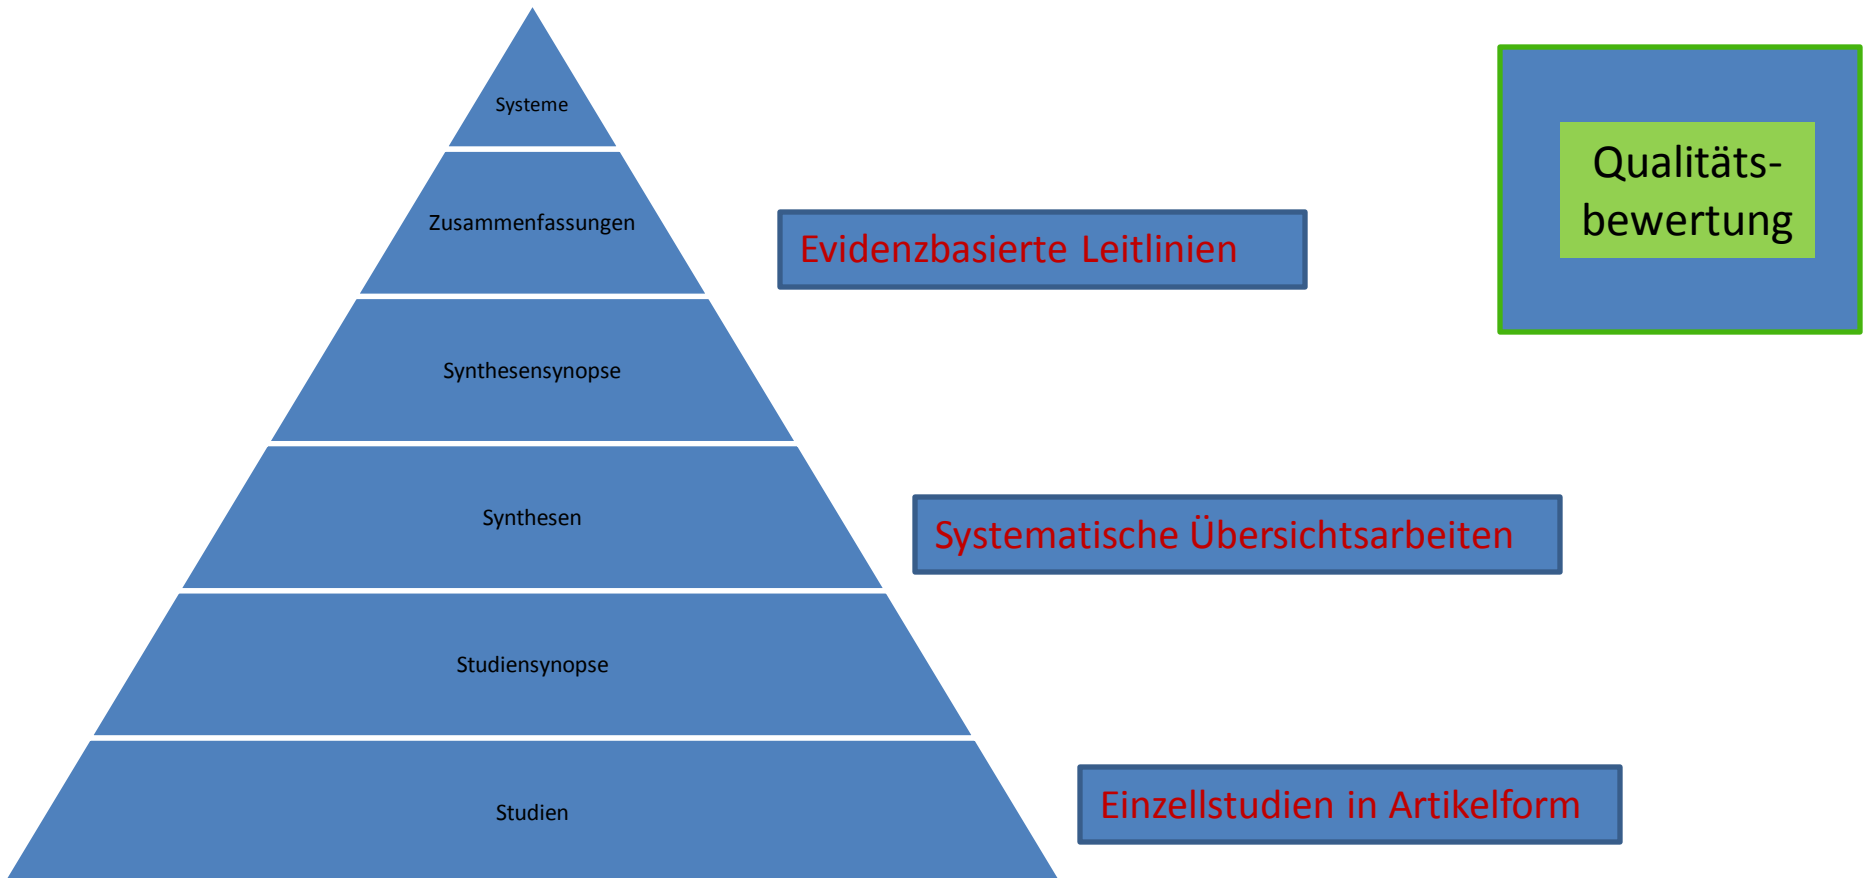 Systeme
Zusammenfassungen
Synthesensynopse
Synthesen
Studiensynopse
Studien
Evidenzbasierte Leitlinien
Systematische Übersichtsarbeiten
Einzellstudien in Artikelform
Qualitäts-
bewertung